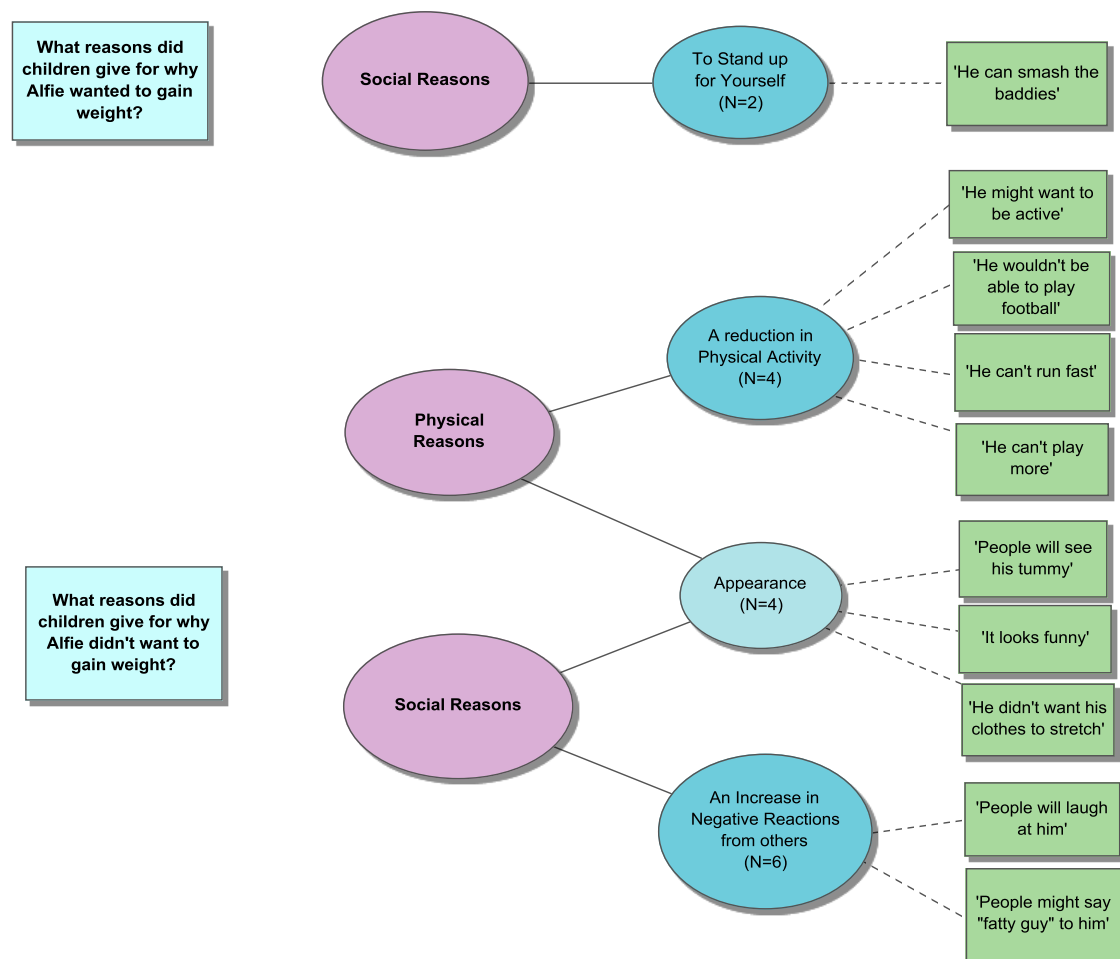 What reasons did
children give for why
Alfie wanted to gain
weight?
Social Reasons
To Stand up
for Yourself
(N=2)
'He can smash the
baddies'
What reasons did
children give for why
Alfie didn't want to
gain weight?
Physical
Reasons
A reduction in
Physical Activity
(N=4)
'He might want to
be active'
'He wouldn't be
able to play
football'
'He can't run fast'
'He can't play
more'
Appearance
(N=4)
'People will see
his tummy'
'It looks funny'
'He didn't want his
clothes to stretch'
Social Reasons
An Increase in
Negative Reactions
from others
(N=6)
'People will laugh
at him'
'People might say
"fatty guy" to him'